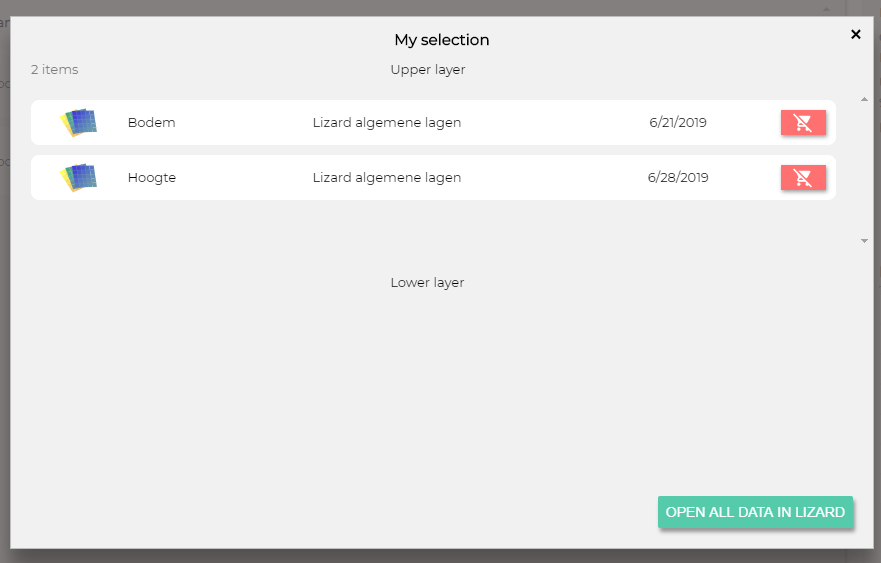 My selection
2 items
Upper layer
Bodem Lizard algemene lagen 6/21/2019
Hoogte Lizard algemene lagen 6/28/2019
Lower layer
OPEN ALL DATA IN LIZARD